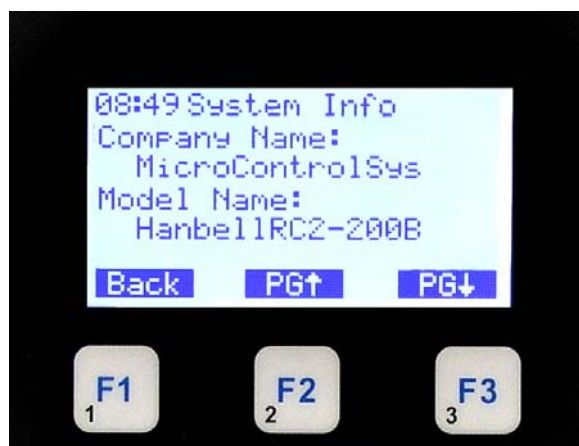 08:49 System Info
Company Name:
MicroControlSys
Model Name:
HanbellRC2-200B
Back PG↑ PG↓
F1 F2 F3
1 2 3